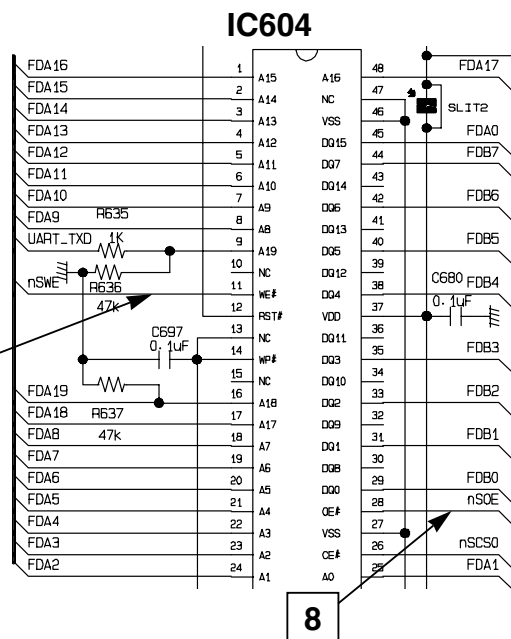 IC604
FDA16 1 A15 A16 48 FDA17
FDA15 2 A14 NC 47
SLIT2
FDA14 3 A13 VSS 46
FDA13 4 A12 DQ15 45 FDA0
FDA12 5 A11 DQ7 44 FDB7
FDA11 6 A10 DQ14 43
FDA10 7 A9 DQ6 42 FDB6
FDA9 R635 8 A8 DQ13 41
UART_TXD 1K 9 A19 DQ5 40 FDB5
10 NC DQ12 39
nSWE R636 11 WE# DQ4 38 C680 FDB4
47k 12 RST# VDD 37 0.1uF
C697 13 NC DQ11 36
0.1uF 14 WP# DQ3 35 FDB3
15 NC DQ10 34
FDA19 16 A18 DQ2 33 FDB2
FDA18 R637 17 A17 DQ9 32
FDA8 47k 18 A7 DQ1 31 FDB1
FDA7 19 A6 DQ8 30
FDA6 20 A5 DQ0 29 FDB0
FDA5 21 A4 OE# 28 nSOE
FDA4 22 A3 VSS 27
FDA3 23 A2 CE# 26 nSCS0
FDA2 24 A1 A0 25 FDA1
8